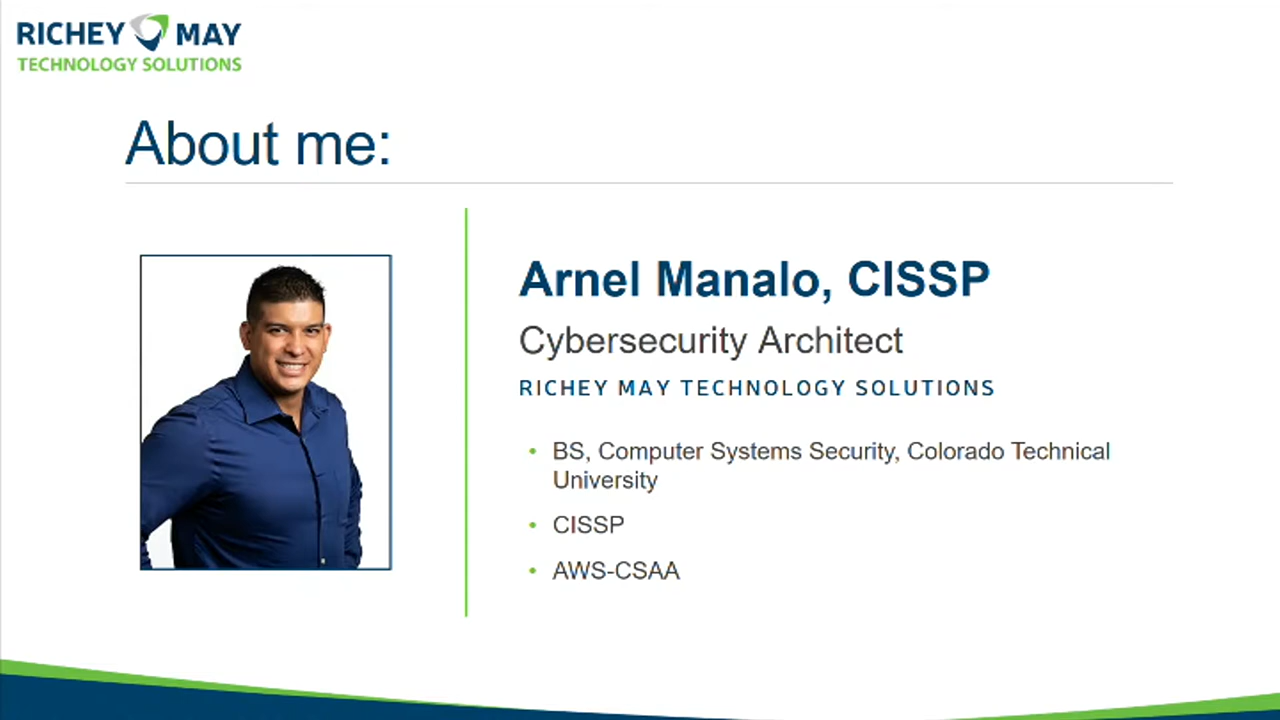 RICHEY MAY
TECHNOLOGY SOLUTIONS
About me:
Arnel Manalo, CISSP
Cybersecurity Architect
RICHEY MAY TECHNOLOGY SOLUTIONS
• BS, Computer Systems Security, Colorado Technical
University
• CISSP
• AWS-CSAA